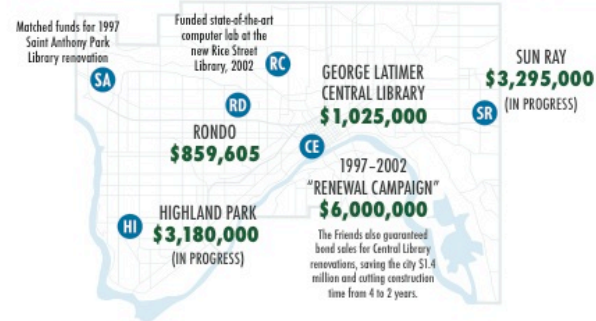 Matched funds for 1997
Saint Anthony Park
Library renovation
SA
Funded state-of-the-art
computer lab at the
new Rice Street
Library, 2002
RC
RD
RONDO
$859,605
GEORGE LATIMER
CENTRAL LIBRARY
$1,025,000
CE
SUN RAY
$3,295,000
(IN PROGRESS)
SR
1997–2002
"RENEWAL CAMPAIGN"
$6,000,000
The Friends also guaranteed
bond sales for Central Library
renovations, saving the city $1.4
million and cutting construction
time from 4 to 2 years.
HI
HIGHLAND PARK
$3,180,000
(IN PROGRESS)